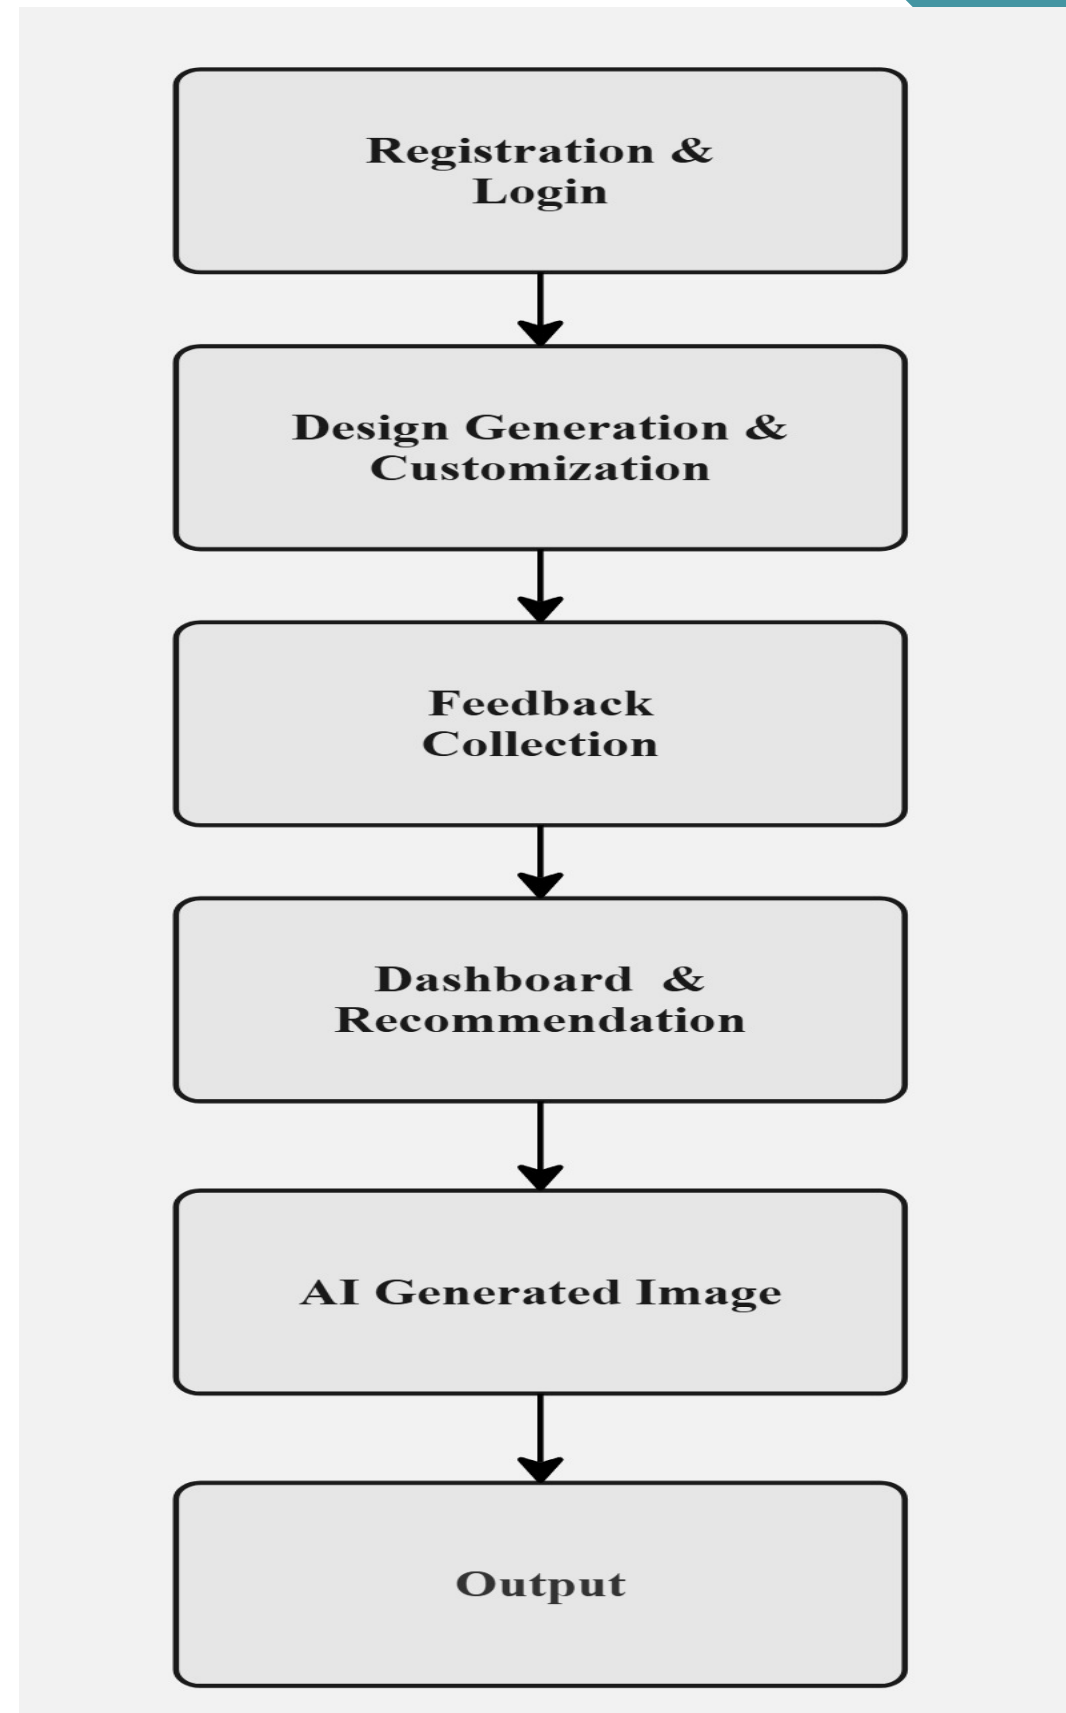 Registration &
Login
Design Generation &
Customization
Feedback
Collection
Dashboard  &
Recommendation
AI Generated Image
Output